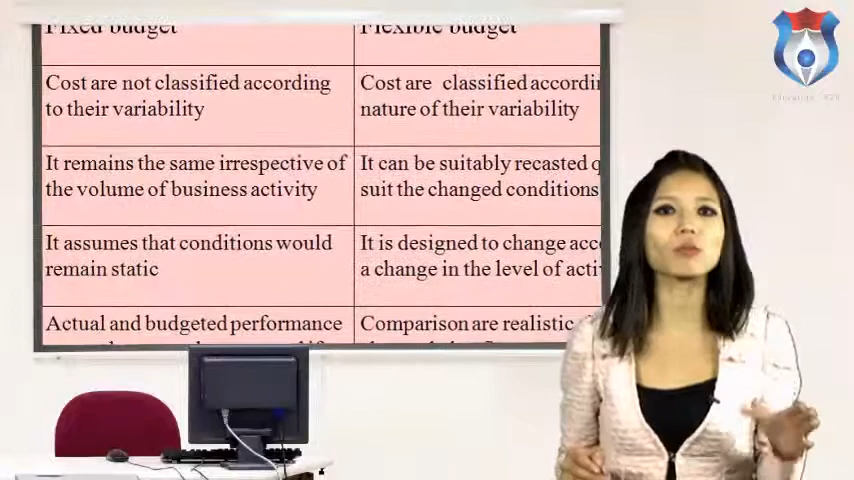 Fixed budget
Flexible budget
Cost are not classified according
to their variability
Cost are classified accordin
nature of their variability
It remains the same irrespective of
the volume of business activity
It can be suitably recasted q
suit the changed conditions
It assumes that conditions would
remain static
It is designed to change acc
a change in the level of acti
Actual and budgeted performance
Comparison are realistic